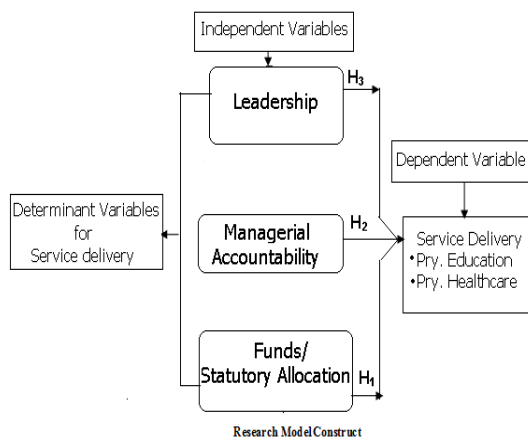 Independent Variables
H3
Leadership
Dependent Variable
Determinant Variables
for
Service delivery
Managerial
Accountability
H2
Service Delivery
•Pry. Education
•Pry. Healthcare
Funds/
Statutory Allocation
H1
Research Model Construct